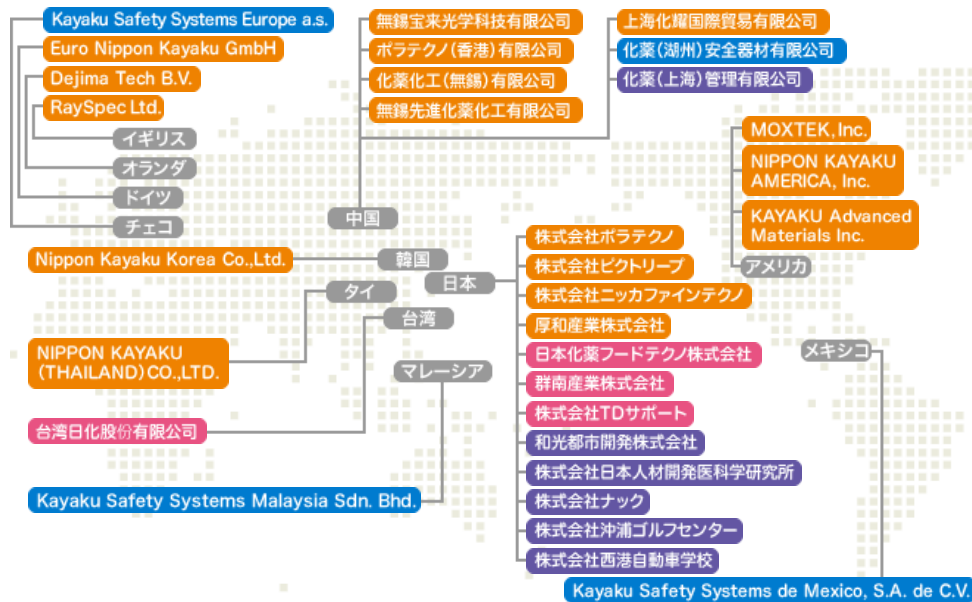 Kayaku Safety Systems Europe a.s.
Euro Nippon Kayaku GmbH
Dejima Tech B.V.
RaySpec Ltd.
イギリス
オランダ
ドイツ
チェコ
無錫宝来光学科技有限公司
ポラテクノ(香港)有限公司
化薬化工(無錫)有限公司
無錫先進化薬化工有限公司
上海化耀国際貿易有限公司
化薬(湖州)安全器材有限公司
化薬(上海)管理有限公司
中国
MOXTEK, Inc.
NIPPON KAYAKU
AMERICA, Inc.
KAYAKU Advanced
Materials Inc.
アメリカ
Nippon Kayaku Korea Co.,Ltd.
韓国
タイ
NIPPON KAYAKU
(THAILAND)CO.,LTD.
台湾
台湾日化股份有限公司
マレーシア
Kayaku Safety Systems Malaysia Sdn. Bhd.
日本
株式会社ポラテクノ
株式会社ビクトリープ
株式会社ニッカファインテクノ
厚和産業株式会社
日本化薬フードテクノ株式会社
群南産業株式会社
株式会社TDサポート
和光都市開発株式会社
株式会社日本人材開発医科学研究所
株式会社ナック
株式会社沖浦ゴルフセンター
株式会社西港自動車学校
メキシコ
Kayaku Safety Systems de Mexico, S.A. de C.V.